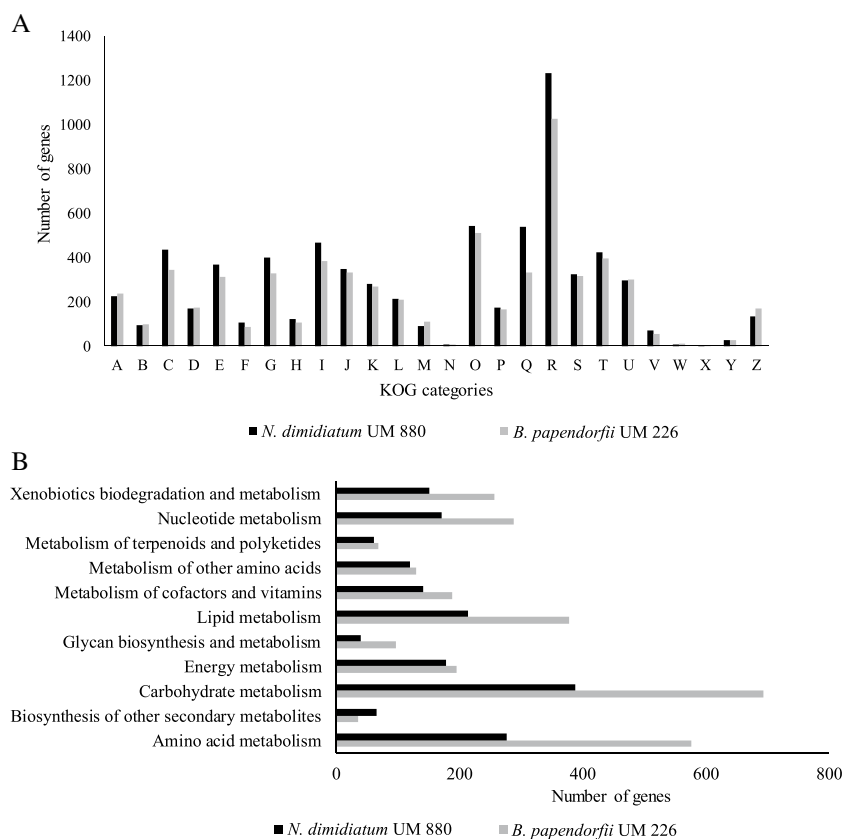 A
1400
1200
1000
800
600
400
200
0
Number of genes
A B C D E F G H I J K L M N O P Q R S T U V W X Y Z
KOG categories
N. dimidiatum UM 880 B. papendorfii UM 226
B
Xenobiotics biodegradation and metabolism
Nucleotide metabolism
Metabolism of terpenoids and polyketides
Metabolism of other amino acids
Metabolism of cofactors and vitamins
Lipid metabolism
Glycan biosynthesis and metabolism
Energy metabolism
Carbohydrate metabolism
Biosynthesis of other secondary metabolites
Amino acid metabolism
0 200 400 600 800
Number of genes
N. dimidiatum UM 880 B. papendorfii UM 226